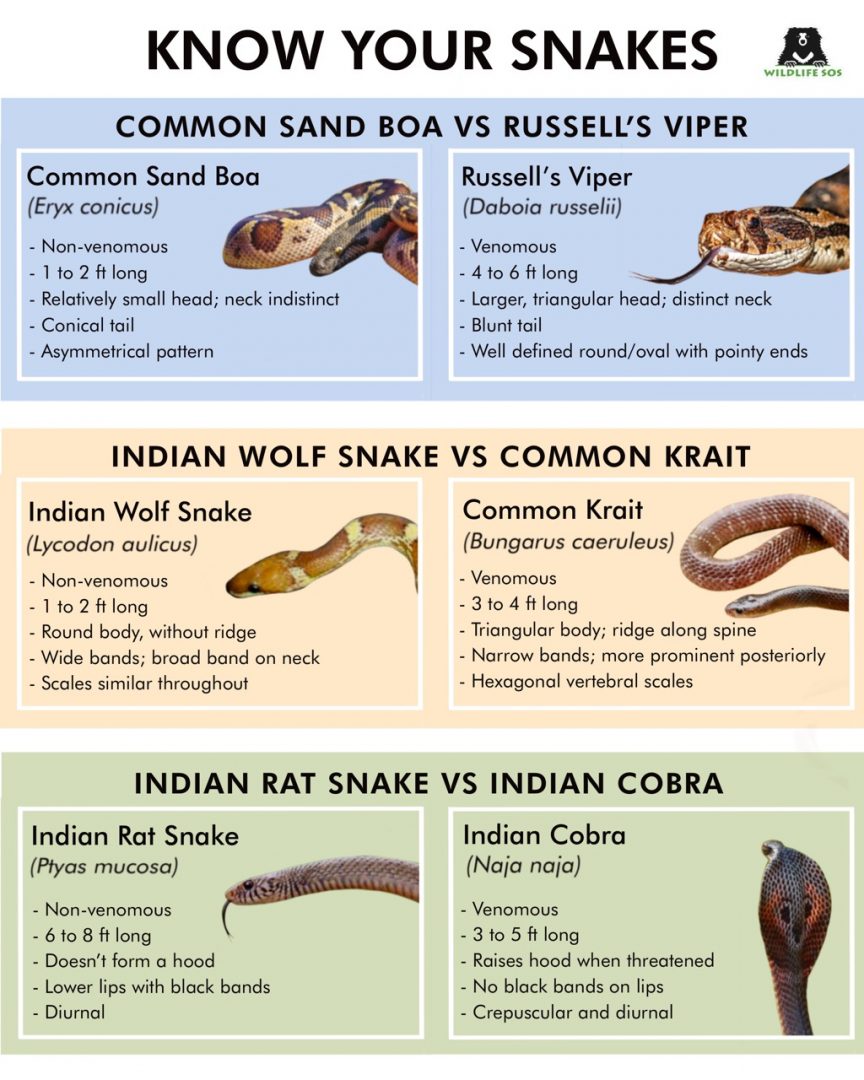 KNOW YOUR SNAKES
WILDLIFE SOS
COMMON SAND BOA VS RUSSELL'S VIPER
Common Sand Boa
(Eryx conicus)
- Non-venomous
- 1 to 2 ft long
- Relatively small head; neck indistinct
- Conical tail
- Asymmetrical pattern
Russell's Viper
(Daboia russelii)
- Venomous
- 4 to 6 ft long
- Larger, triangular head; distinct neck
- Blunt tail
- Well defined round/oval with pointy ends
INDIAN WOLF SNAKE VS COMMON KRAIT
Indian Wolf Snake
(Lycodon aulicus)
- Non-venomous
- 1 to 2 ft long
- Round body, without ridge
- Wide bands; broad band on neck
- Scales similar throughout
Common Krait
(Bungarus caeruleus)
- Venomous
- 3 to 4 ft long
- Triangular body; ridge along spine
- Narrow bands; more prominent posteriorly
- Hexagonal vertebral scales
INDIAN RAT SNAKE VS INDIAN COBRA
Indian Rat Snake
(Ptyas mucosa)
- Non-venomous
- 6 to 8 ft long
- Doesn't form a hood
- Lower lips with black bands
- Diurnal
Indian Cobra
(Naja naja)
- Venomous
- 3 to 5 ft long
- Raises hood when threatened
- No black bands on lips
- Crepuscular and diurnal